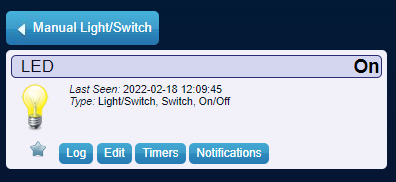 Manual Light/Switch
LED On
Last Seen: 2022-02-18 12:09:45
Type: Light/Switch, Switch, On/Off
Log Edit Timers Notifications